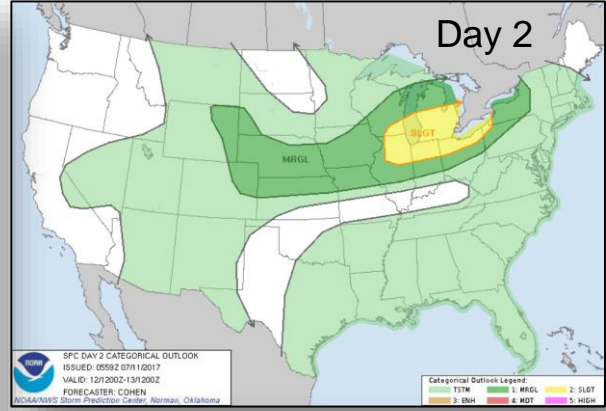 Day 2
SLGT
MRGL
NOAA
SPC DAY 2 CATEGORICAL OUTLOOK
ISSUED: 0559Z 07/11/2017
VALID: 12/1200Z-13/1200Z
FORECASTER: COHEN
NOAA/NWS Storm Prediction Center, Norman, Oklahoma
Categorical Outlook Legend:
TSTM 1: MRGL 2: SLGT
3: ENH 4: MDT 5: HIGH